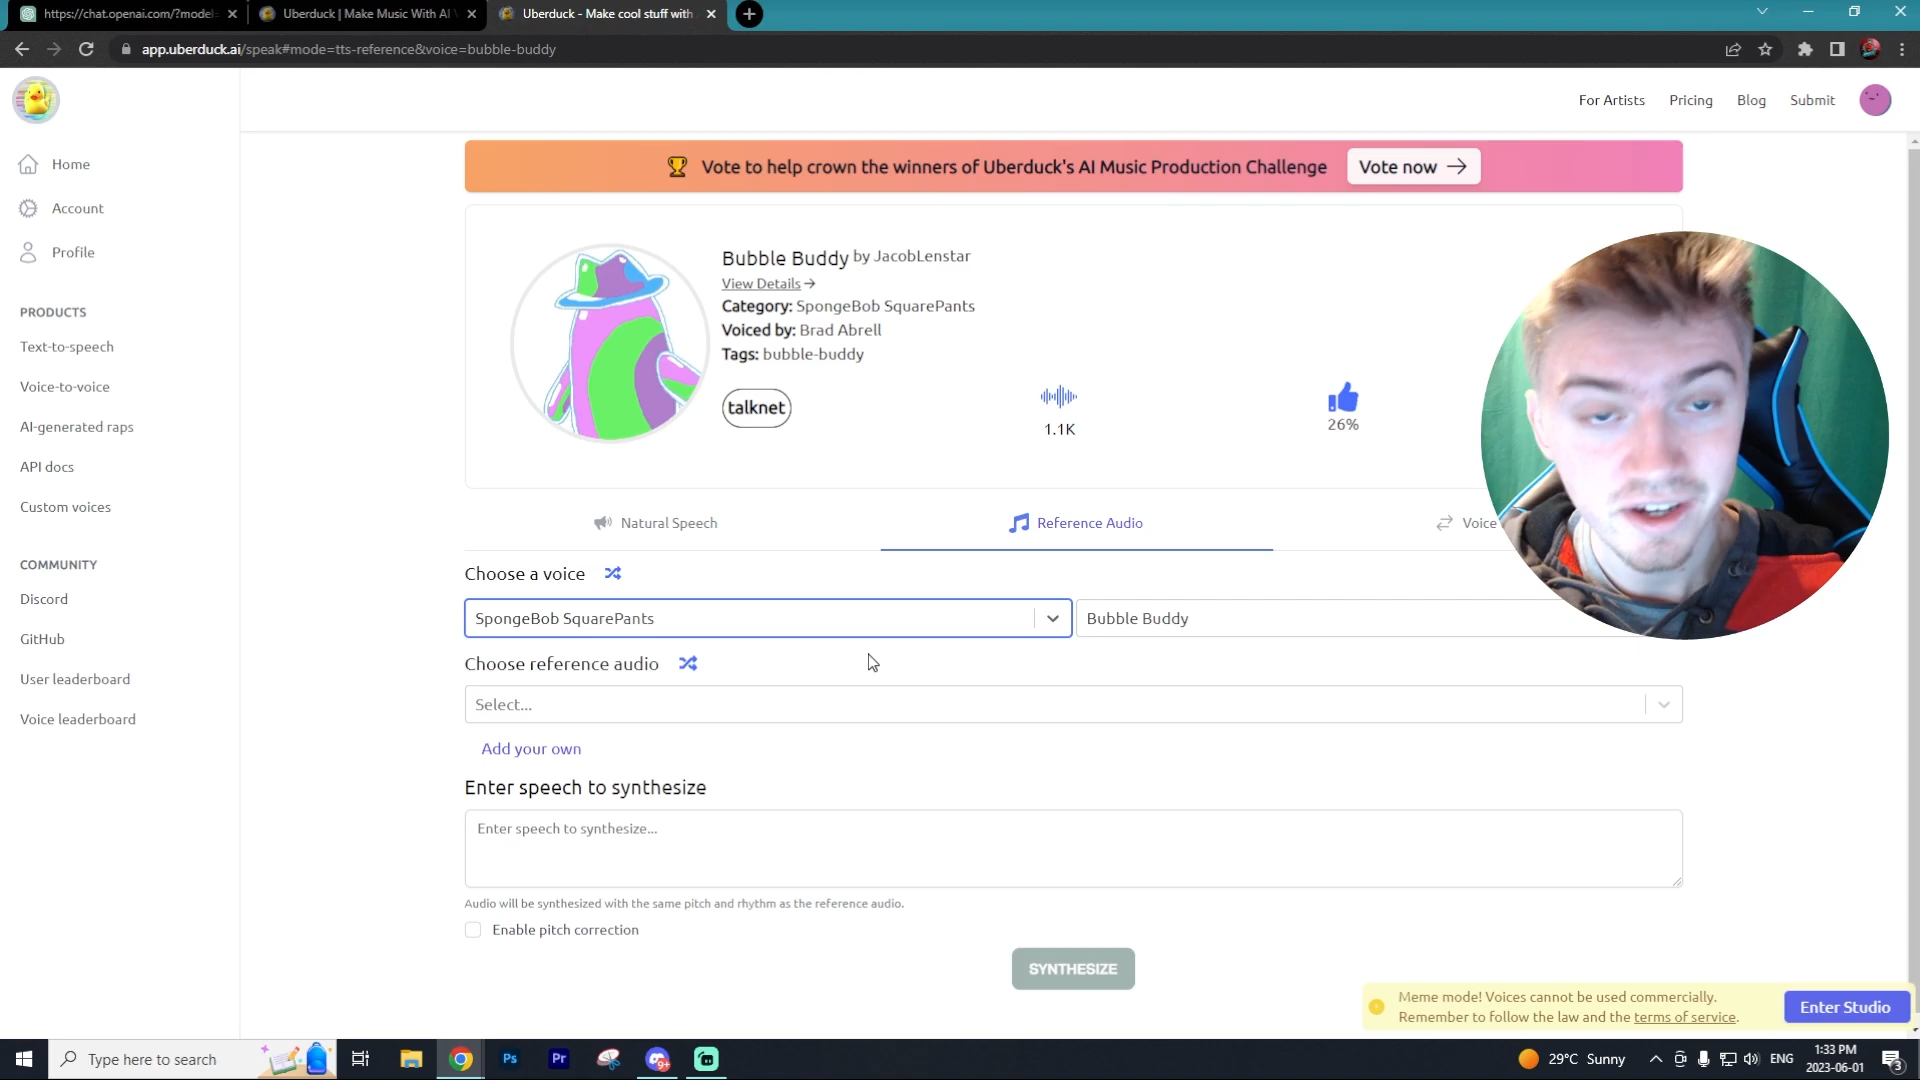 https://chat.openai.com/?model=
Uberduck | Make Music With AI V
Uberduck - Make cool stuff with
app.uberduck.ai/speak#mode=tts-reference&voice=bubble-buddy
For Artists
Pricing
Blog
Submit
Home
Account
Profile
PRODUCTS
Text-to-speech
Voice-to-voice
AI-generated raps
API docs
Custom voices
COMMUNITY
Discord
GitHub
User leaderboard
Voice leaderboard
Vote to help crown the winners of Uberduck's AI Music Production Challenge
Vote now →
Bubble Buddy by JacobLenstar
View Details →
Category: SpongeBob SquarePants
Voiced by: Brad Abrell
Tags: bubble-buddy
talknet
1.1K
26%
Natural Speech
Reference Audio
Voice
Choose a voice
SpongeBob SquarePants
Bubble Buddy
Choose reference audio
Select...
Add your own
Enter speech to synthesize
Enter speech to synthesize...
Audio will be synthesized with the same pitch and rhythm as the reference audio.
Enable pitch correction
SYNTHESIZE
Meme mode! Voices cannot be used commercially.
Remember to follow the law and the terms of service.
Enter Studio
Type here to search
Ps
Pr
9+
29°C Sunny
ENG
1:33 PM
2023-06-01
3